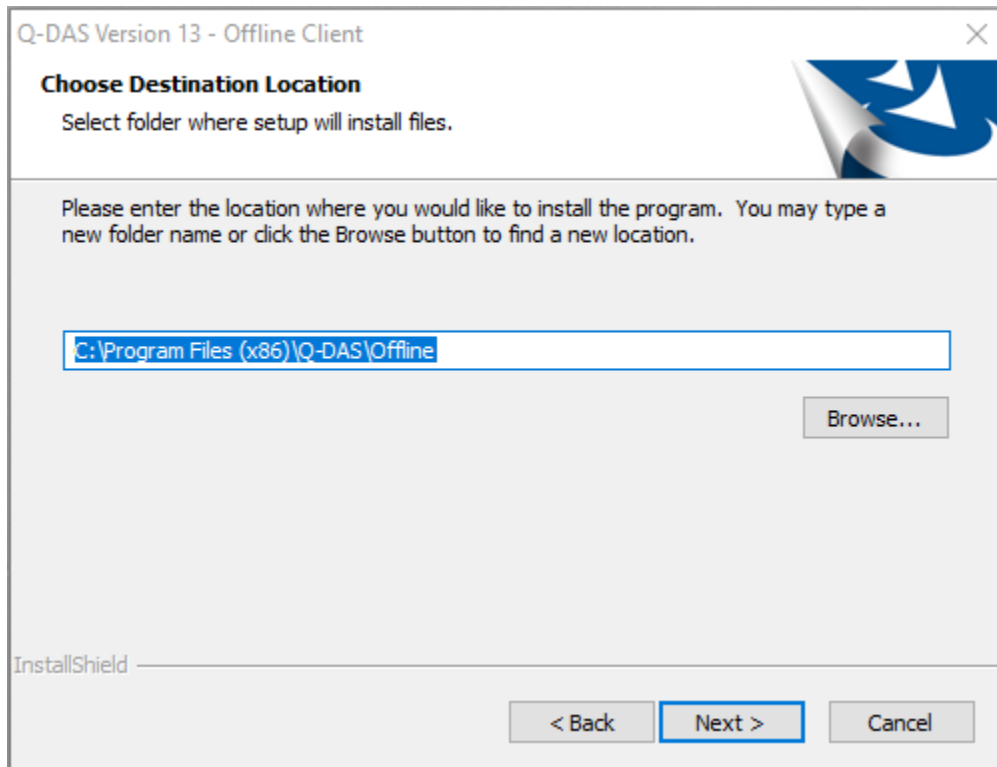 Q-DAS Version 13 - Offline Client
Choose Destination Location
Select folder where setup will install files.
Please enter the location where you would like to install the program.  You may type a
new folder name or click the Browse button to find a new location.
C:\Program Files (x86)\Q-DAS\Offline
Browse...
InstallShield
< Back
Next >
Cancel